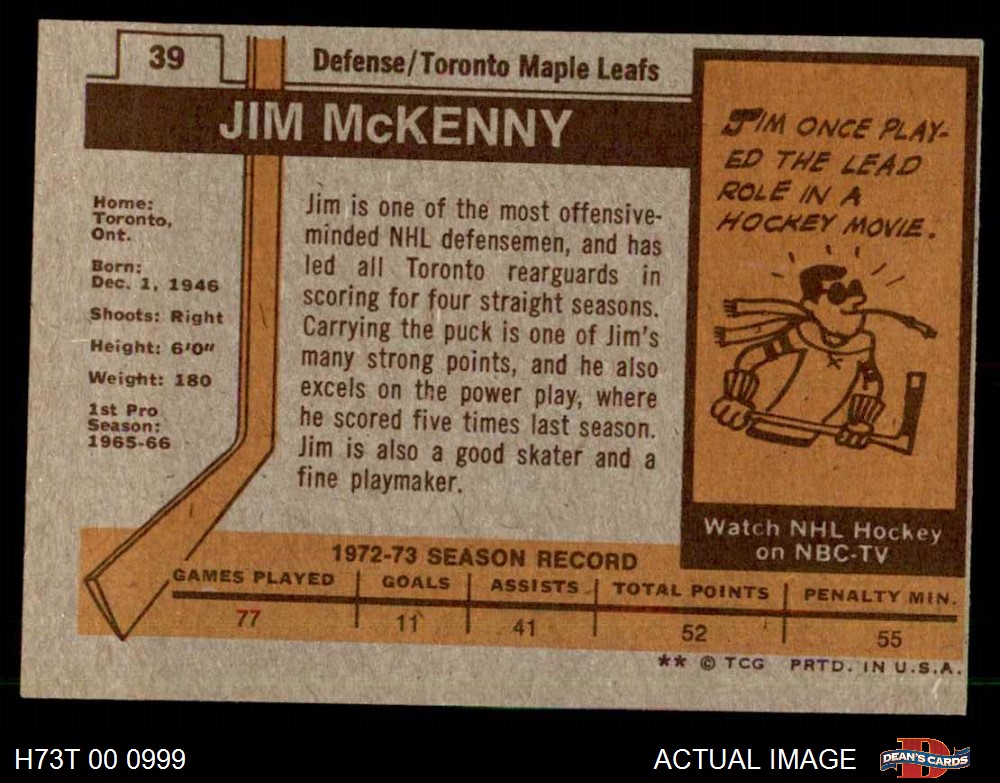 39
Defense/Toronto Maple Leafs
JIM McKENNY
Home:
Toronto,
Ont.
Born:
Dec. 1, 1946
Shoots: Right
Height: 6'0"
Weight: 180
1st Pro
Season:
1965-66
Jim is one of the most offensive-
minded NHL defensemen, and has
led all Toronto rearguards in
scoring for four straight seasons.
Carrying the puck is one of Jim's
many strong points, and he also
excels on the power play, where
he scored five times last season.
Jim is also a good skater and a
fine playmaker.
JIM ONCE PLAY-
ED THE LEAD
ROLE IN A
HOCKEY MOVIE.
Watch NHL Hockey
on NBC-TV
1972-73 SEASON RECORD
GAMES PLAYED GOALS ASSISTS TOTAL POINTS PENALTY MIN.
77 11 41 52 55
** © TCG PRTD. IN U.S.A.
H73T 00 0999
ACTUAL IMAGE
D
DEAN'S CARDS